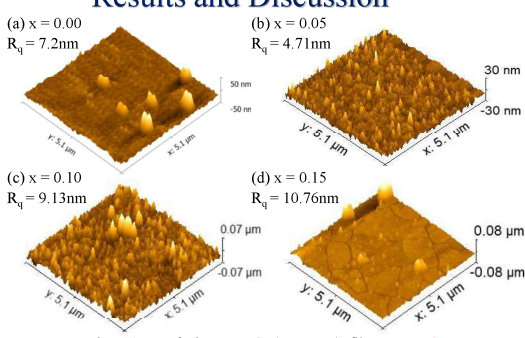 Results and Discussion
(a) x = 0.00
Rq = 7.2nm
50 nm
-50 nm
y: 5.1 µm
x: 5.1 µm
(b) x = 0.05
Rq = 4.71nm
30 nm
-30 nm
y: 5.1 µm
x: 5.1 µm
(c) x = 0.10
Rq = 9.13nm
0.07 µm
-0.07 µm
y: 5.1 µm
x: 5.1 µm
(d) x = 0.15
Rq = 10.76nm
0.08 µm
-0.08 µm
y: 5.1 µm
x: 5.1 µm